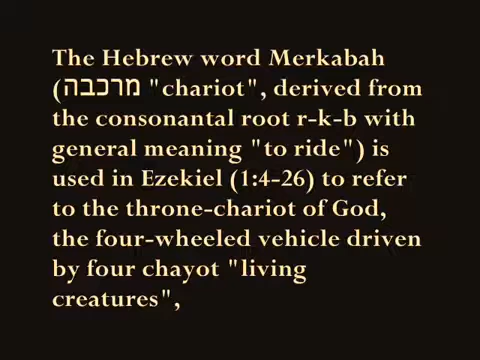 The Hebrew word Merkabah
(מרכבה "chariot", derived from
the consonantal root r-k-b with
general meaning "to ride") is
used in Ezekiel (1:4-26) to refer
to the throne-chariot of God,
the four-wheeled vehicle driven
by four chayot "living
creatures",